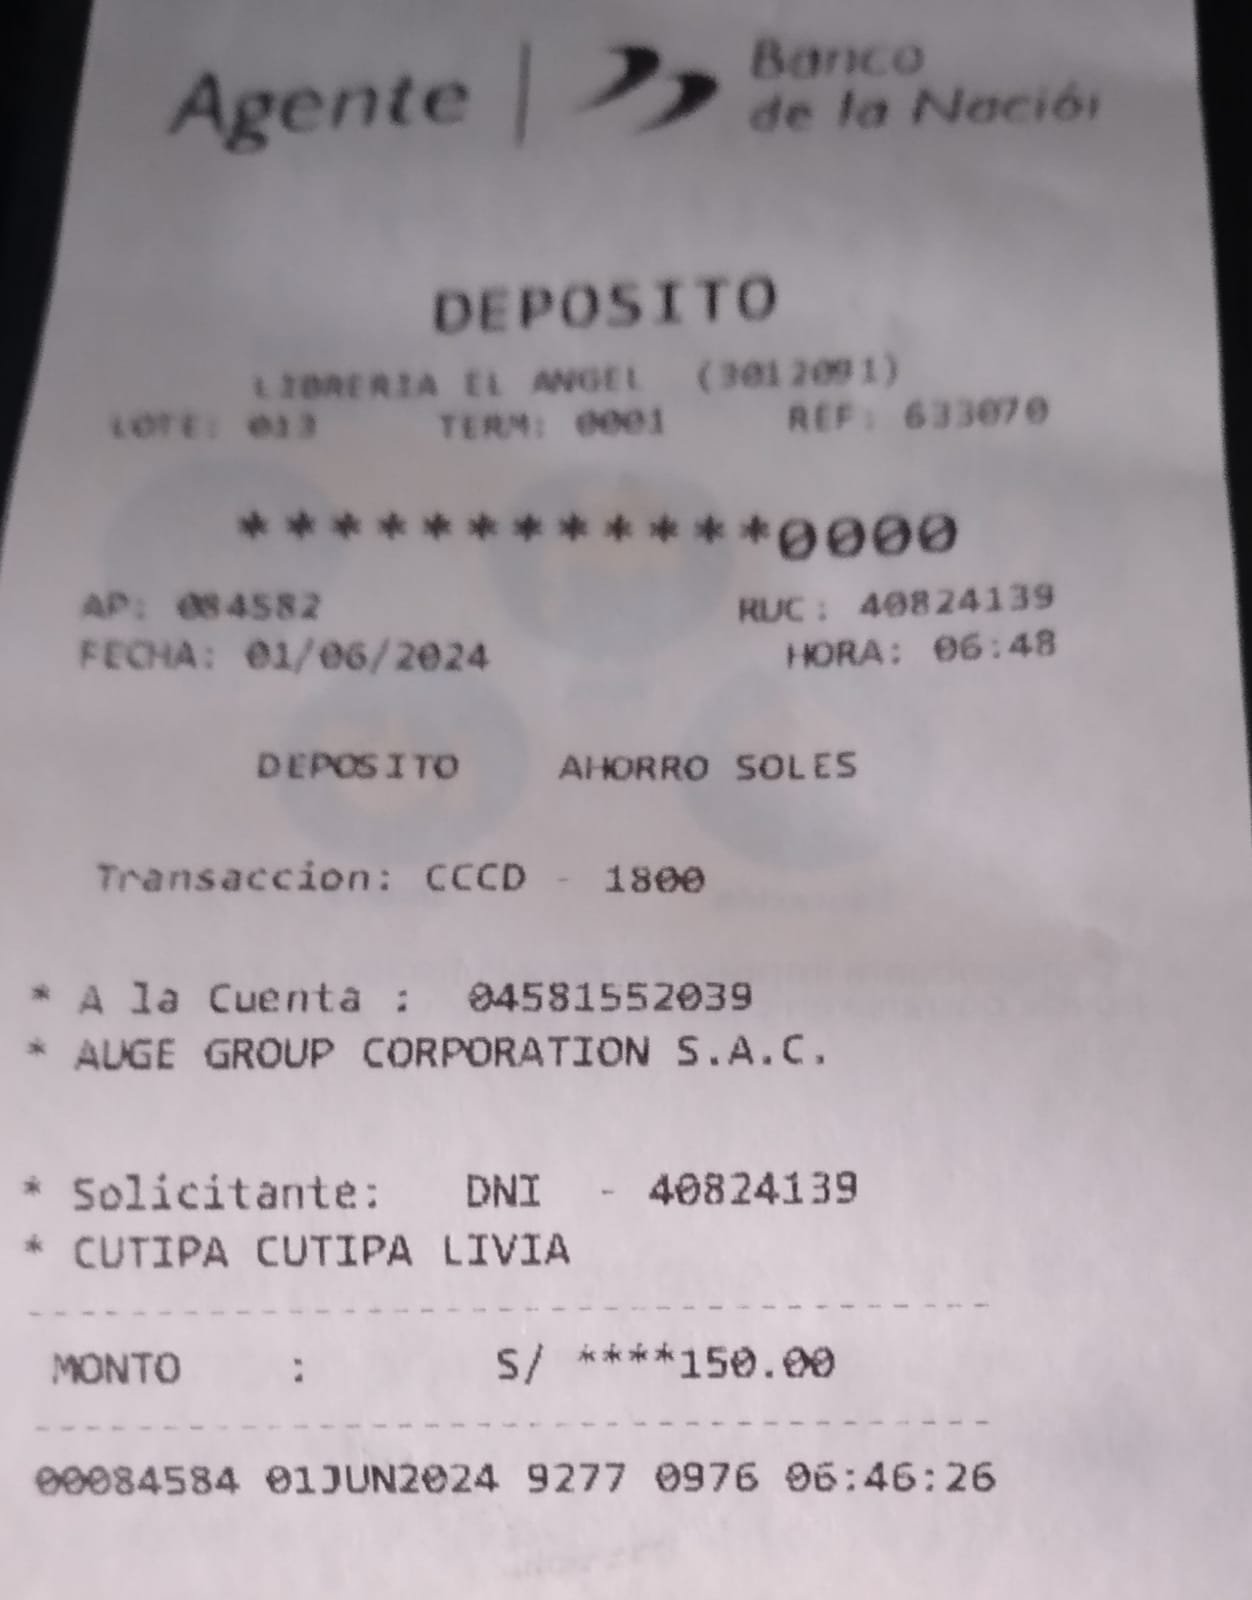 Agente | Banco
de la Nación
DEPOSITO
LIBRERIA EL ANGEL (3012091)
LOTE: 013 TERM: 0001 REF: 633070
************0000
AP: 084582 RUC: 40824139
FECHA: 01/06/2024 HORA: 06:48
DEPOSITO AHORRO SOLES
Transaccion: CCCD - 1800
* A la Cuenta : 04581552039
* AUGE GROUP CORPORATION S.A.C.
* Solicitante: DNI - 40824139
* CUTIPA CUTIPA LIVIA
MONTO : S/ ****150.00
00084584 01JUN2024 9277 0976 06:46:26